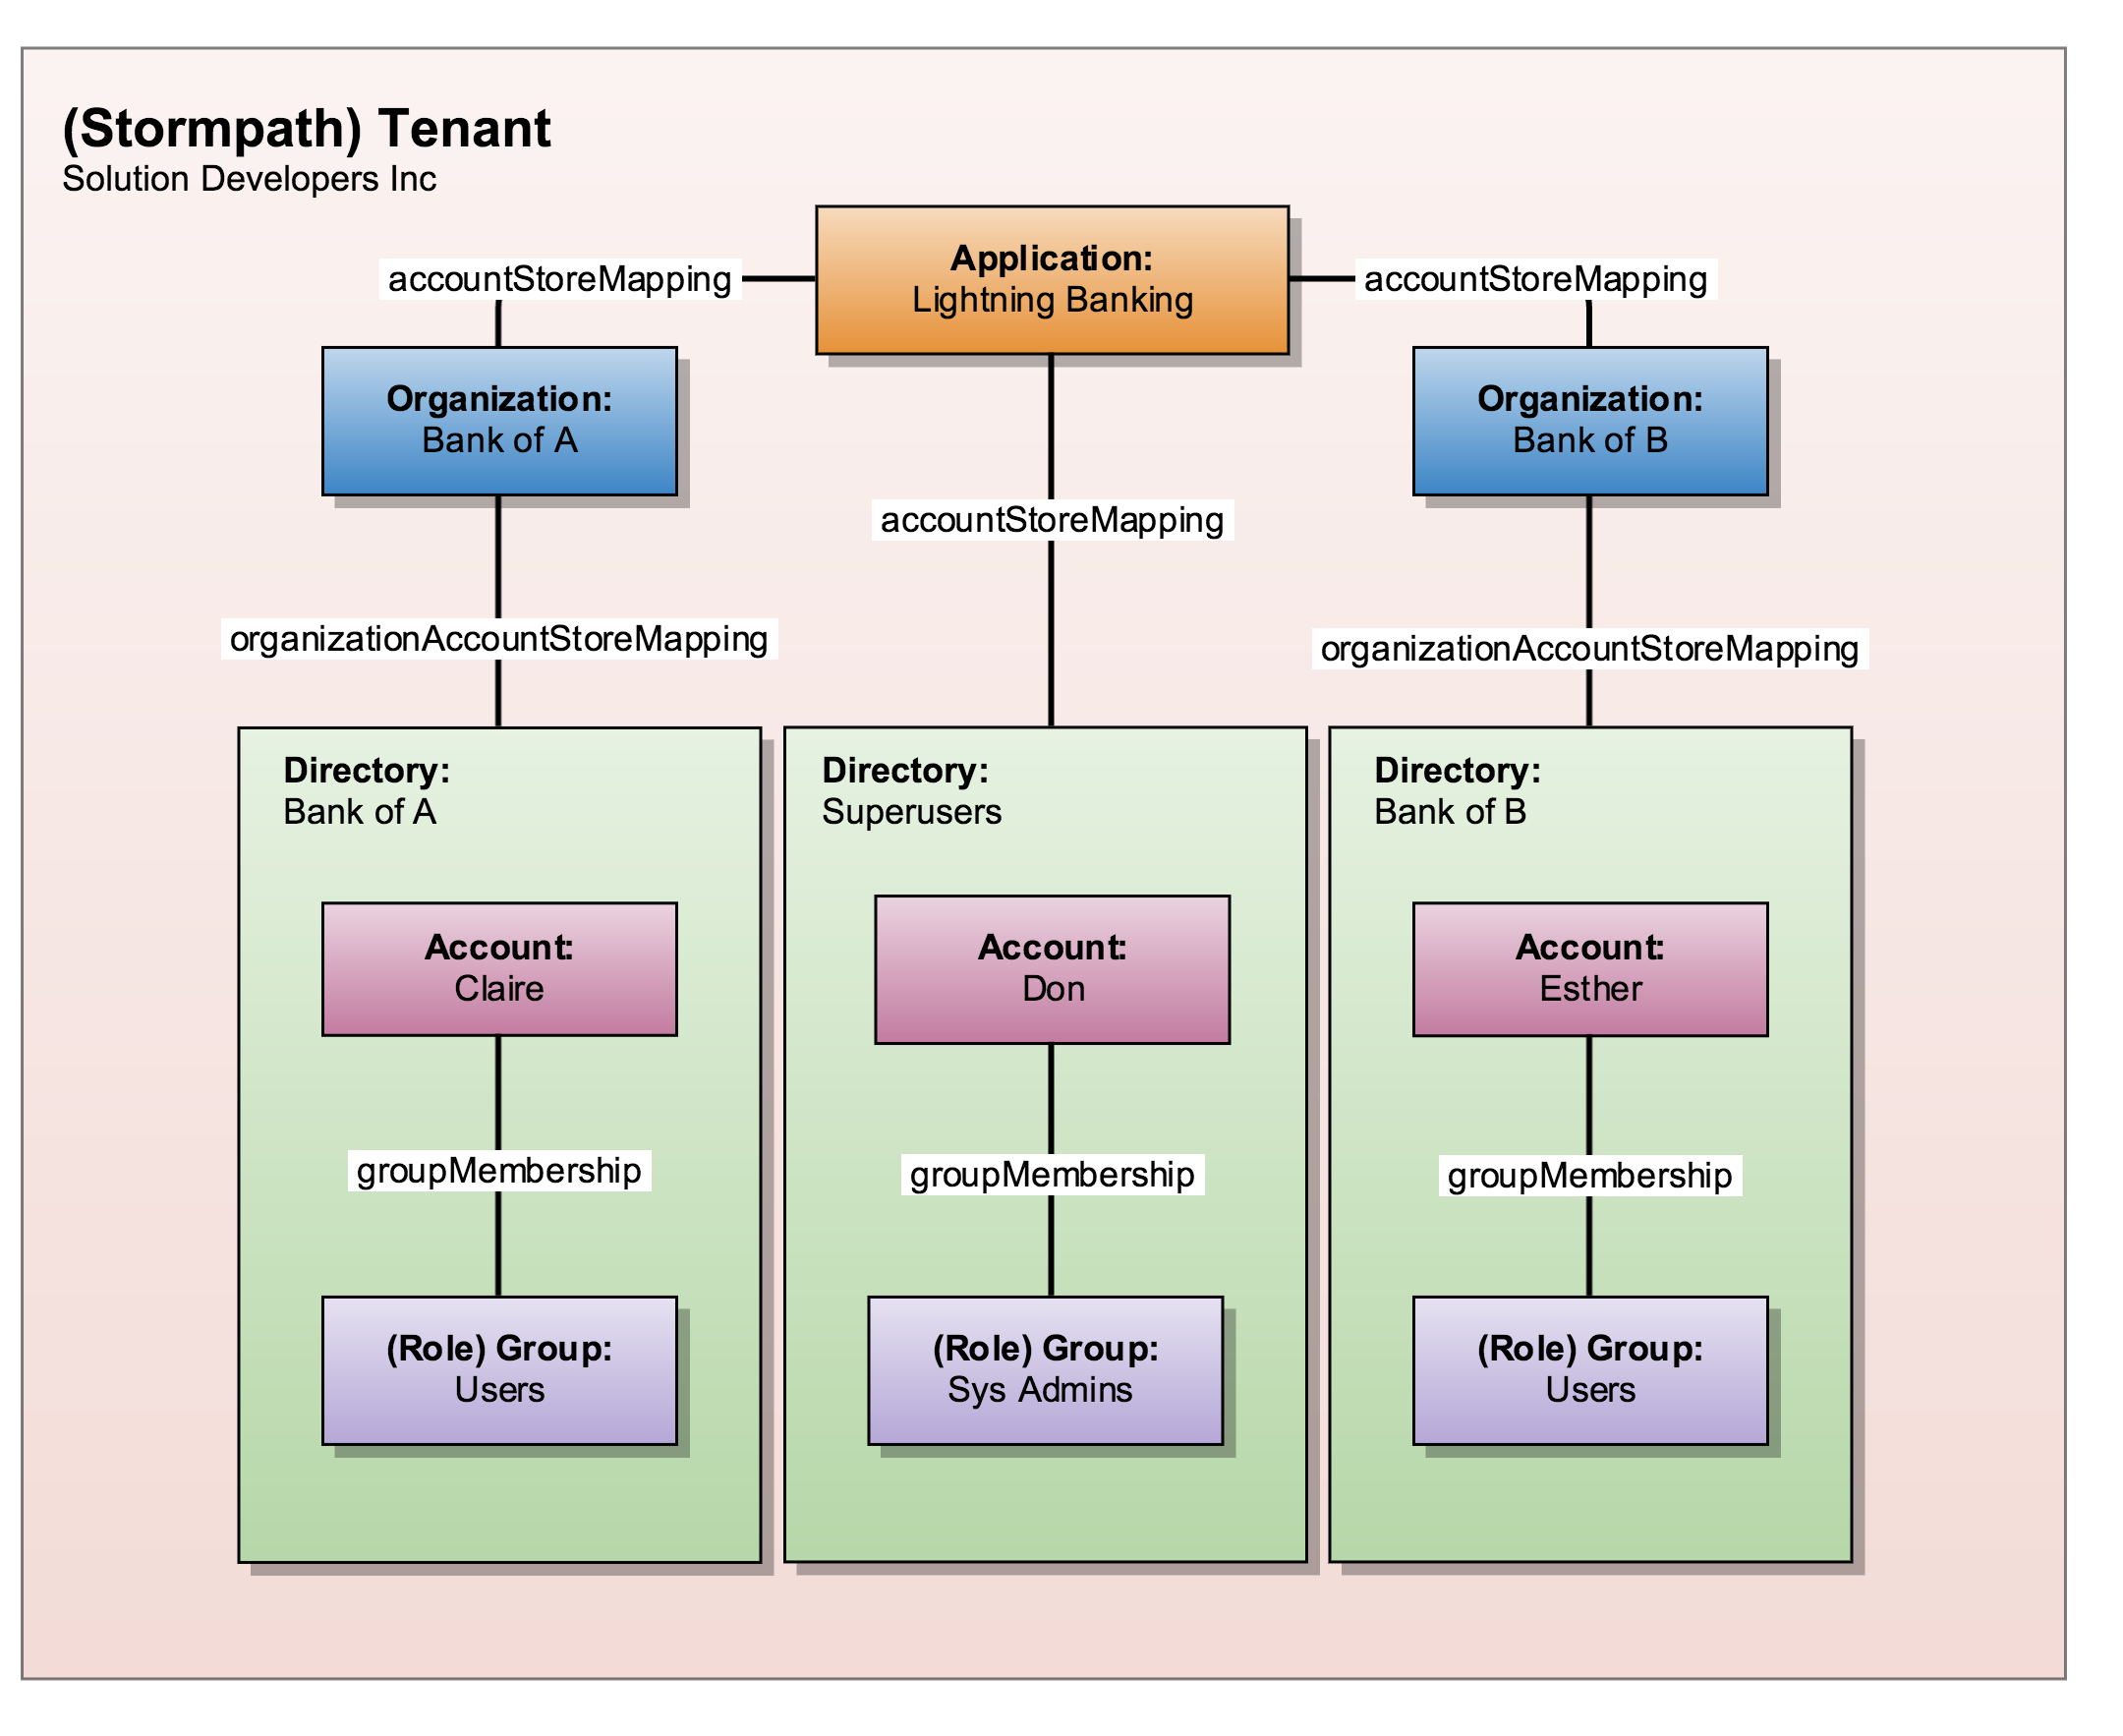 (Stormpath) Tenant
Solution Developers Inc
Application:
Lightning Banking
accountStoreMapping
accountStoreMapping
Organization:
Bank of A
Organization:
Bank of B
accountStoreMapping
organizationAccountStoreMapping
organizationAccountStoreMapping
Directory:
Bank of A
Account:
Claire
groupMembership
(Role) Group:
Users
Directory:
Superusers
Account:
Don
groupMembership
(Role) Group:
Sys Admins
Directory:
Bank of B
Account:
Esther
groupMembership
(Role) Group:
Users